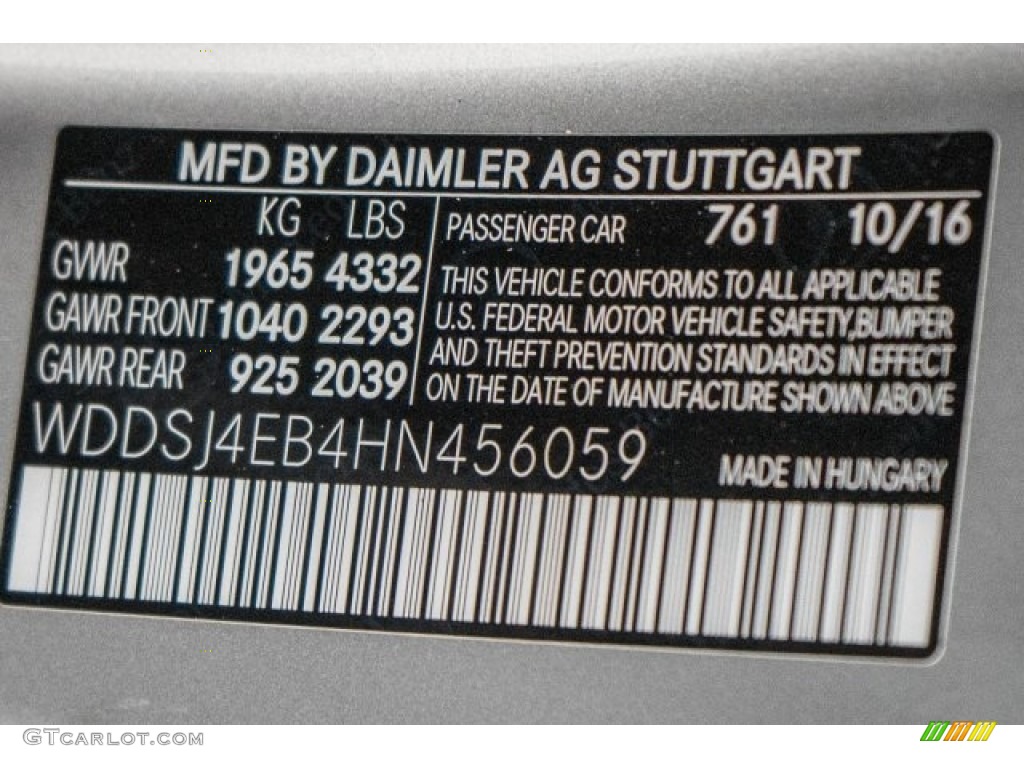 MFD BY DAIMLER AG STUTTGART
KG LBS
GVWR 1965 4332
GAWR FRONT 1040 2293
GAWR REAR 925 2039
PASSENGER CAR 761 10/16
THIS VEHICLE CONFORMS TO ALL APPLICABLE
U.S. FEDERAL MOTOR VEHICLE SAFETY,BUMPER
AND THEFT PREVENTION STANDARDS IN EFFECT
ON THE DATE OF MANUFACTURE SHOWN ABOVE
WDDSJ4EB4HN456059
MADE IN HUNGARY
GTCARLOT.COM